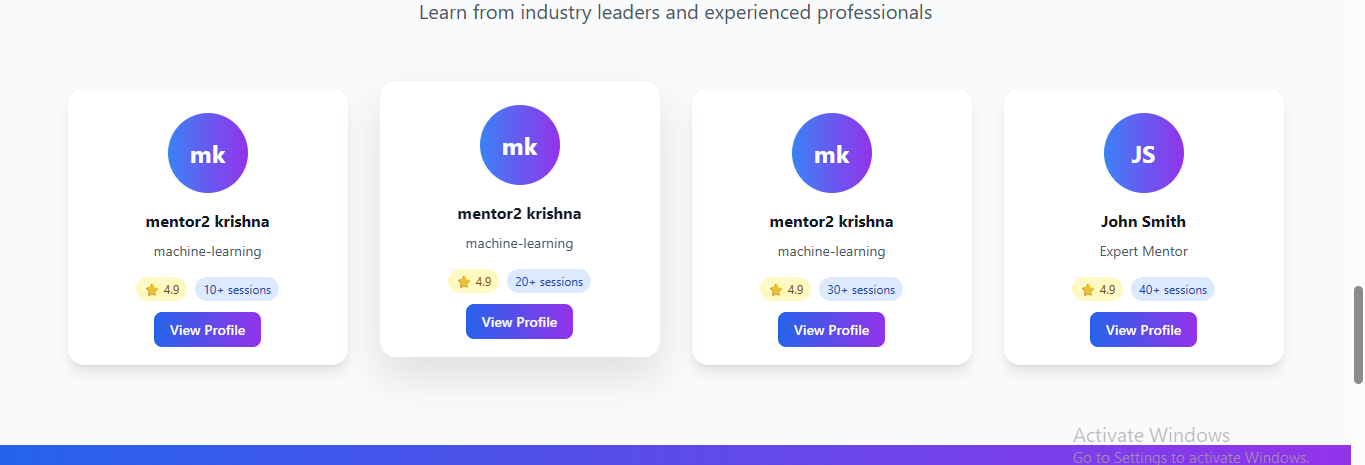 Learn from industry leaders and experienced professionals
mk
mentor2 krishna
machine-learning
4.9
10+ sessions
View Profile
mk
mentor2 krishna
machine-learning
4.9
20+ sessions
View Profile
mk
mentor2 krishna
machine-learning
4.9
30+ sessions
View Profile
JS
John Smith
Expert Mentor
4.9
40+ sessions
View Profile
Activate Windows
Go to Settings to activate Windows.